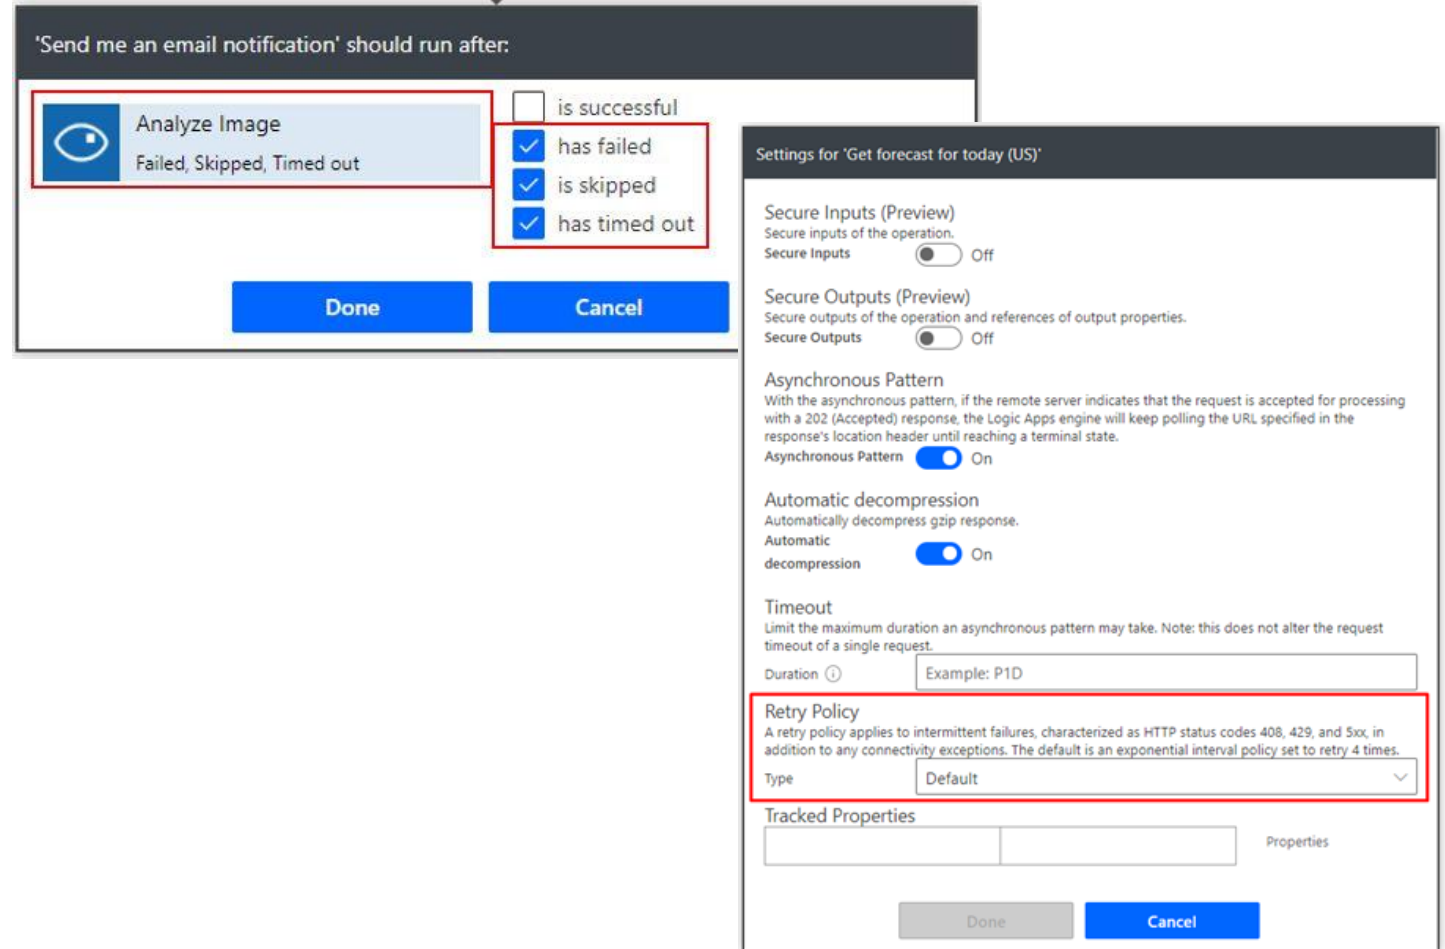 'Send me an email notification' should run after:
Analyze Image
Failed, Skipped, Timed out
is successful
has failed
is skipped
has timed out
Done
Cancel
Settings for 'Get forecast for today (US)'
Secure Inputs (Preview)
Secure inputs of the operation.
Secure Inputs
Off
Secure Outputs (Preview)
Secure outputs of the operation and references of output properties.
Secure Outputs
Off
Asynchronous Pattern
With the asynchronous pattern, if the remote server indicates that the request is accepted for processing
with a 202 (Accepted) response, the Logic Apps engine will keep polling the URL specified in the
response's location header until reaching a terminal state.
Asynchronous Pattern
On
Automatic decompression
Automatically decompress gzip response.
Automatic
decompression
On
Timeout
Limit the maximum duration an asynchronous pattern may take. Note: this does not alter the request
timeout of a single request.
Duration
Example: P1D
Retry Policy
A retry policy applies to intermittent failures, characterized as HTTP status codes 408, 429, and 5xx, in
addition to any connectivity exceptions. The default is an exponential interval policy set to retry 4 times.
Type
Default
Tracked Properties
Properties
Done
Cancel